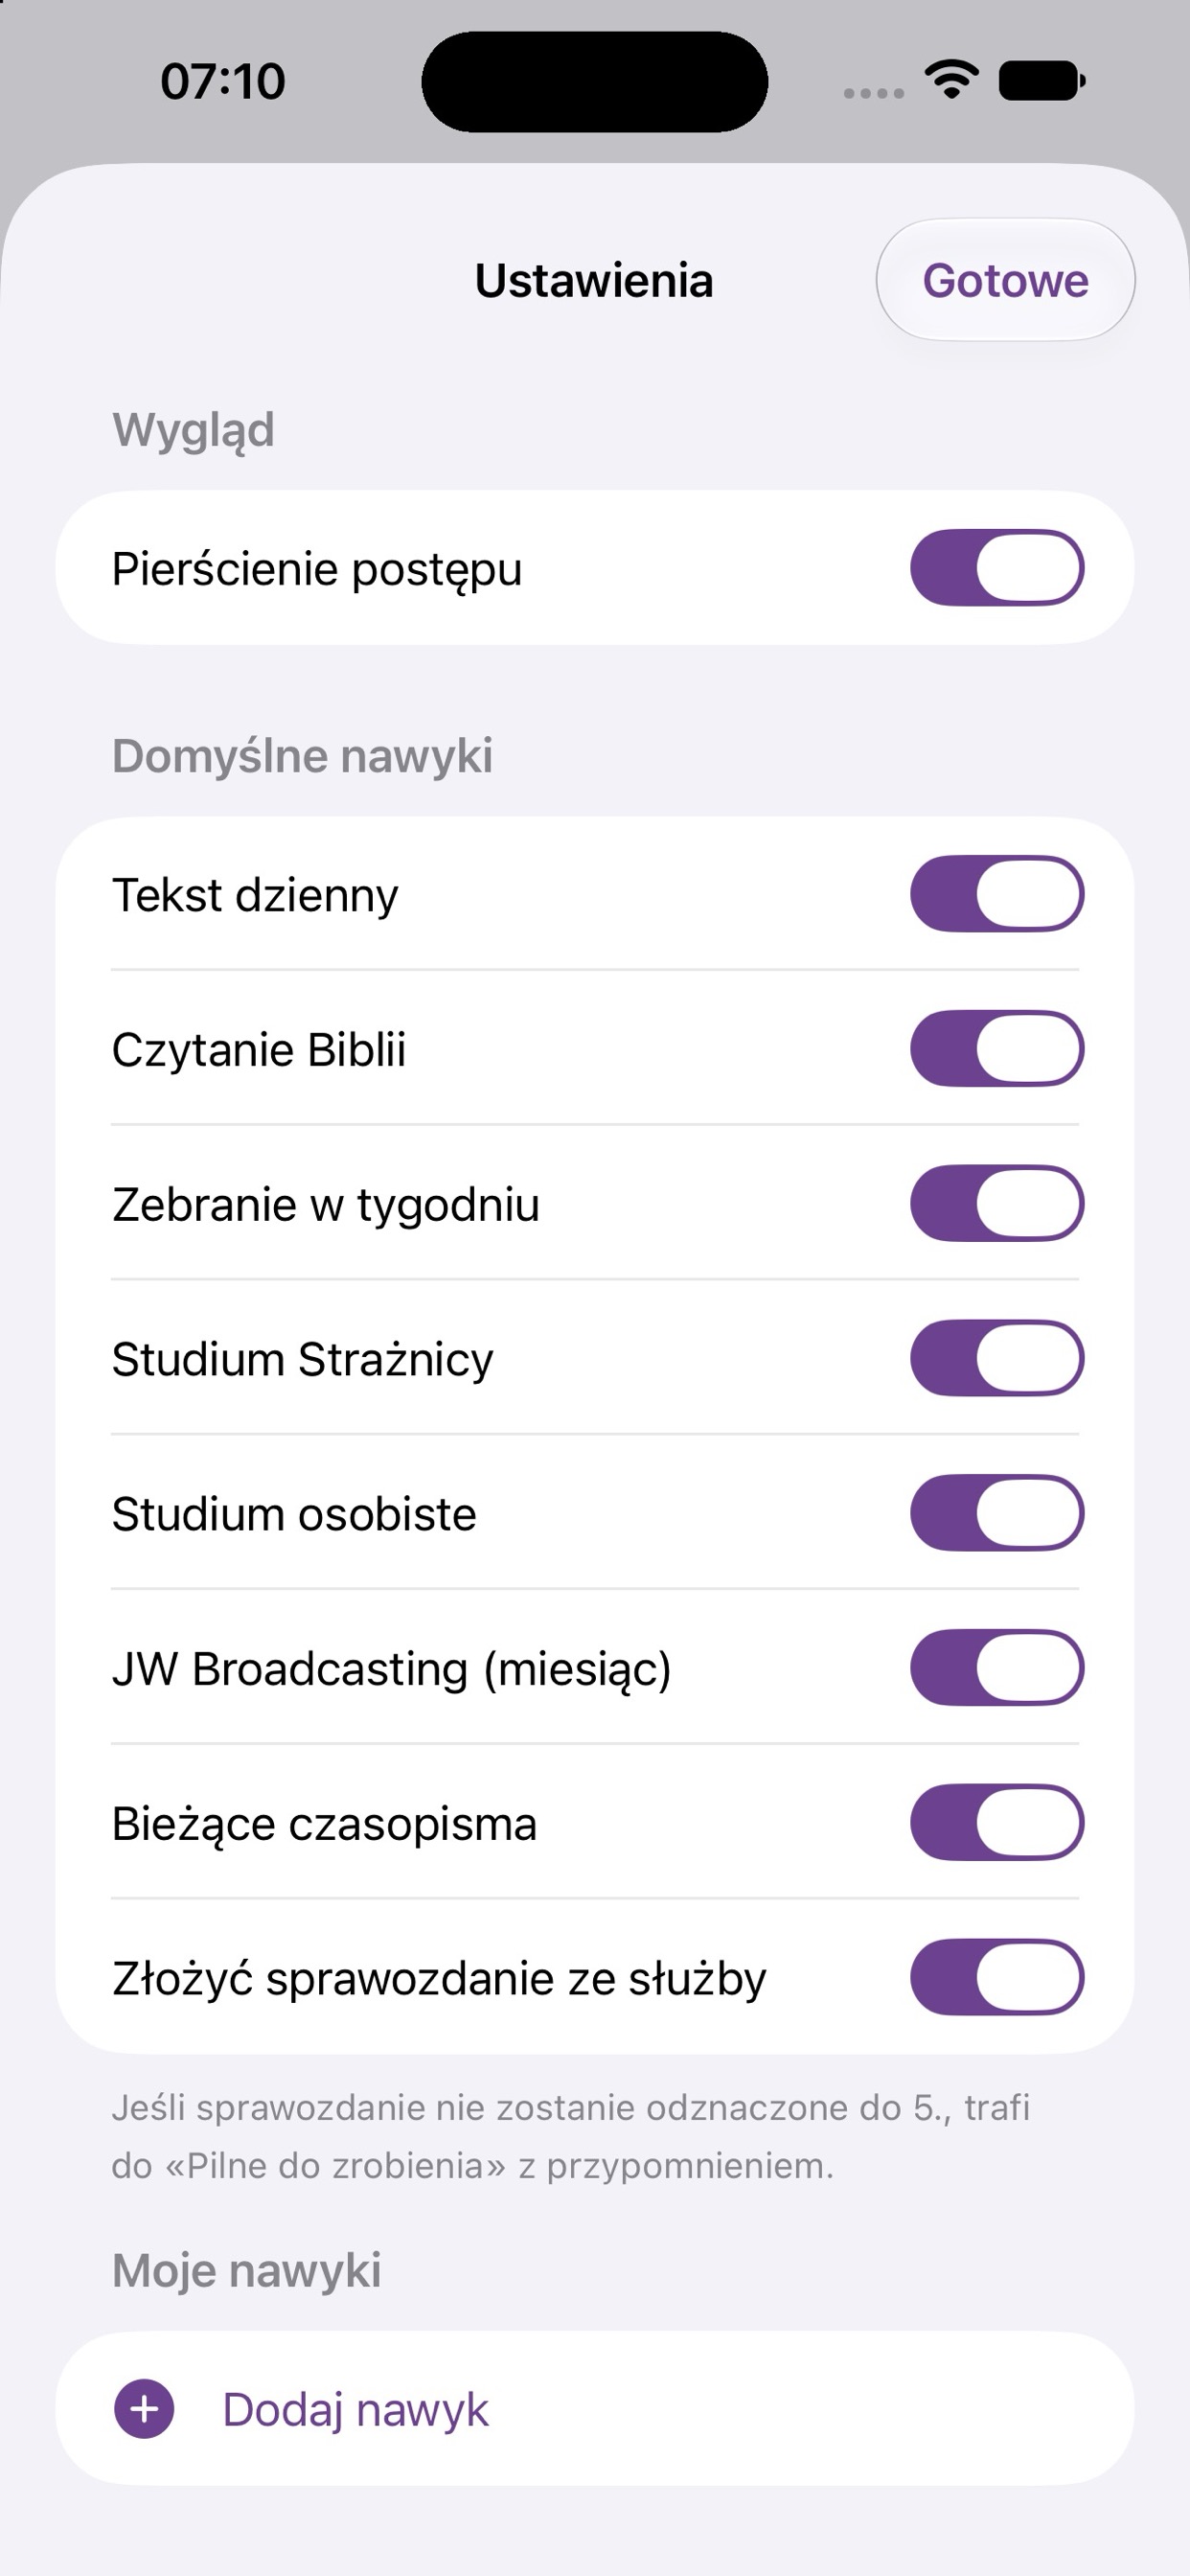 07:10
Ustawienia
Gotowe
Wygląd
Pierścienie postępu
Domyślne nawyki
Tekst dzienny
Czytanie Biblii
Zebranie w tygodniu
Studium Strażnicy
Studium osobiste
JW Broadcasting (miesiąc)
Bieżące czasopisma
Złożyć sprawozdanie ze służby
Jeśli sprawozdanie nie zostanie odznaczone do 5., trafi
do «Pilne do zrobienia» z przypomnieniem.
Moje nawyki
Dodaj nawyk